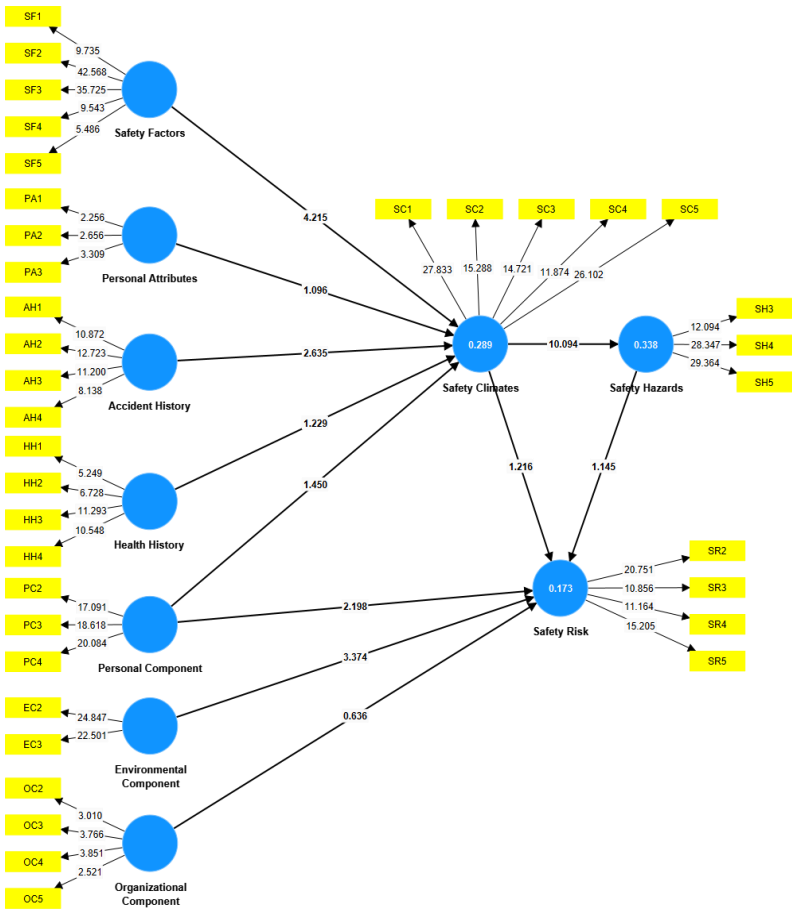 SF1
9.735
SF2
42.568
SF3
35.725
SF4
9.543
SF5
5.486
Safety Factors
PA1
2.256
PA2
2.656
PA3
3.309
Personal Attributes
AH1
10.872
AH2
12.723
AH3
11.200
AH4
8.138
Accident History
HH1
5.249
HH2
6.728
HH3
11.293
HH4
10.548
Health History
PC2
17.091
PC3
18.618
PC4
20.084
Personal Component
EC2
24.847
EC3
22.501
Environmental
Component
OC2
3.010
OC3
3.766
OC4
3.851
OC5
2.521
Organizational
Component
4.215
1.096
2.635
1.229
1.450
2.198
3.374
0.636
SC1
SC2
SC3
SC4
SC5
27.833
15.288
14.721
11.874
26.102
0.289
Safety Climates
10.094
0.338
Safety Hazards
12.094
SH3
28.347
SH4
29.364
SH5
1.216
1.145
0.173
Safety Risk
20.751
SR2
10.856
SR3
11.164
SR4
15.205
SR5